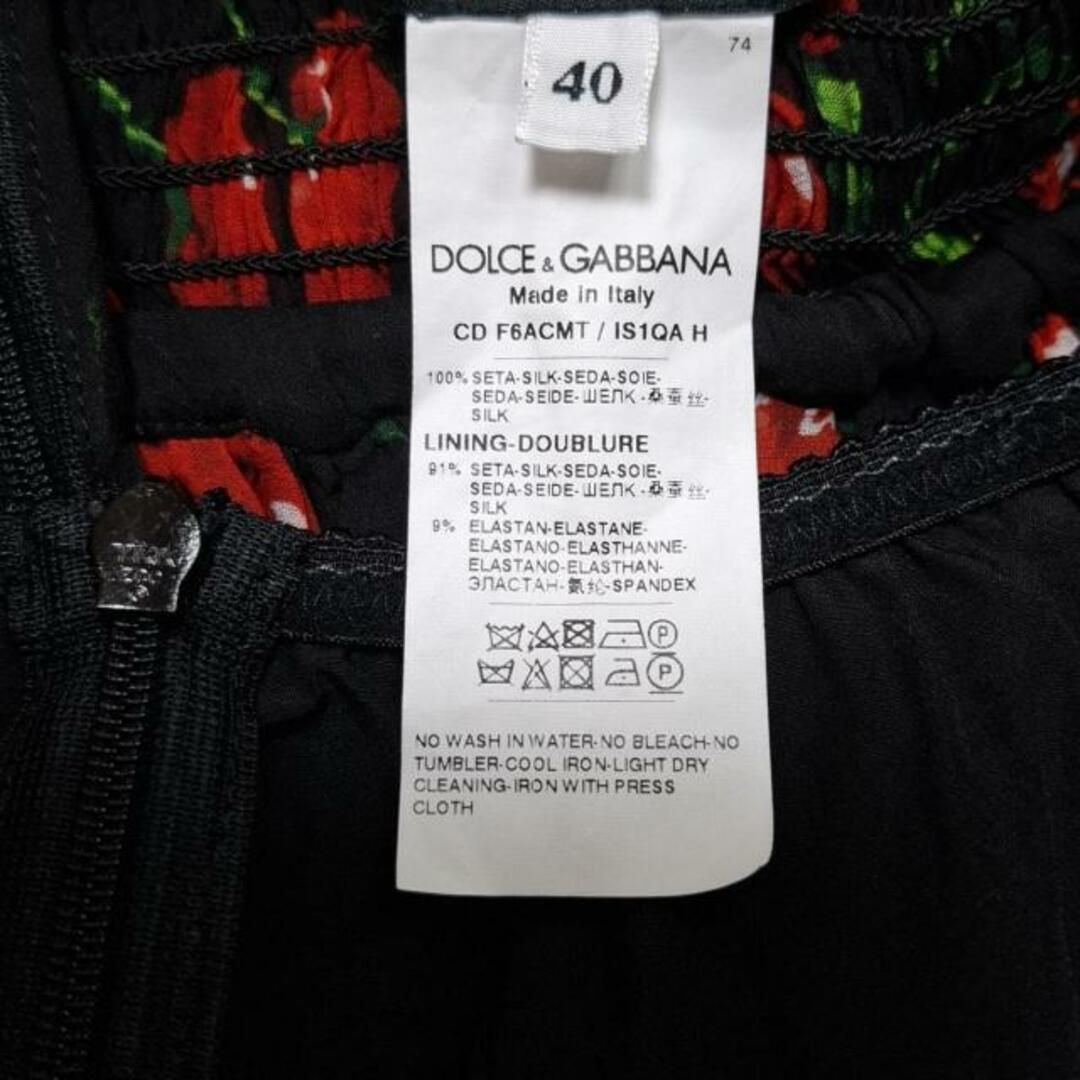 74
40
DOLCE & GABBANA
Made in Italy
CD F6ACMT / IS1QA H
100% SETA-SILK-SEDA-SOIE-
SEDA-SEIDE-ШЕЛК-桑蚕丝-
SILK
LINING-DOUBLURE
91% SETA-SILK-SEDA-SOIE-
SEDA-SEIDE-ШЕЛК-桑蚕丝-
SILK
9% ELASTAN-ELASTANE-
ELASTANO-ELASTHANNE-
ELASTANO-ELASTHAN-
ЭЛАСТАН-氨纶-SPANDEX
P
P
NO WASH IN WATER-NO BLEACH-NO
TUMBLER-COOL IRON-LIGHT DRY
CLEANING-IRON WITH PRESS
CLOTH